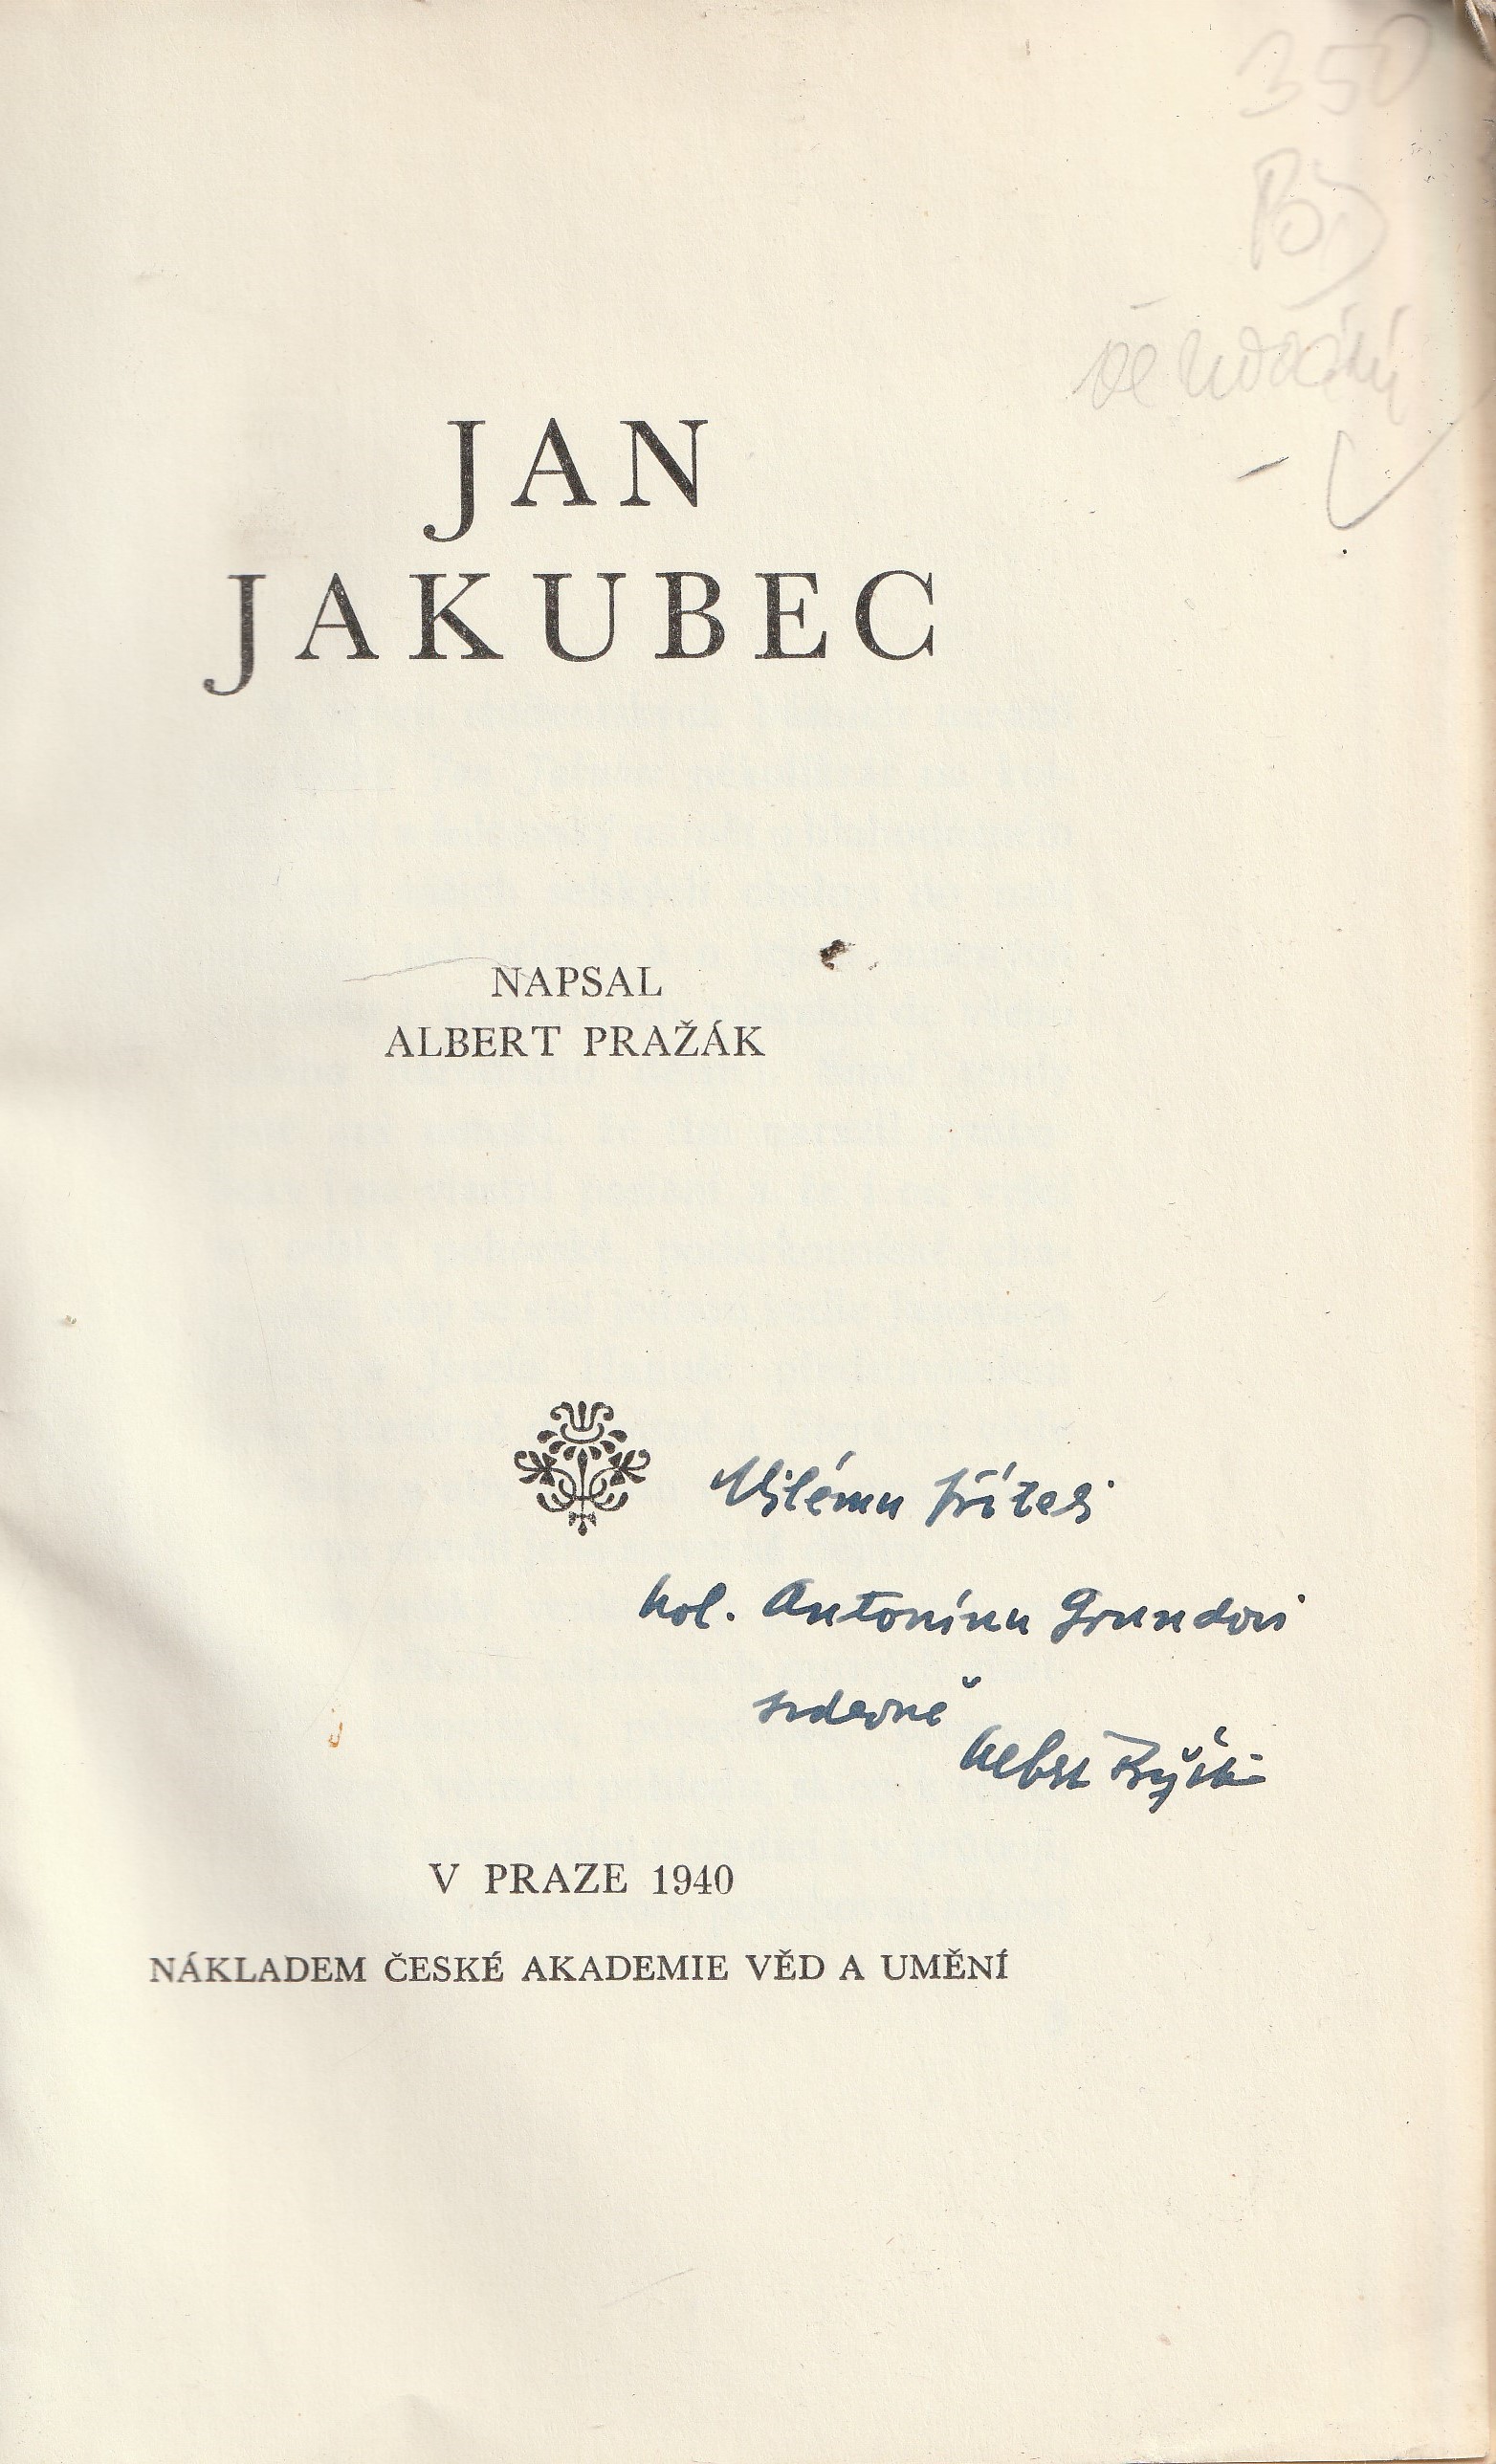 350
JAN
JAKUBEC
NAPSAL
ALBERT PRAŽÁK
Milému příteli
kol. Antonínu Grundovi
srdečně
Albert Pražák
V PRAZE 1940
NÁKLADEM ČESKÉ AKADEMIE VĚD A UMĚNÍ